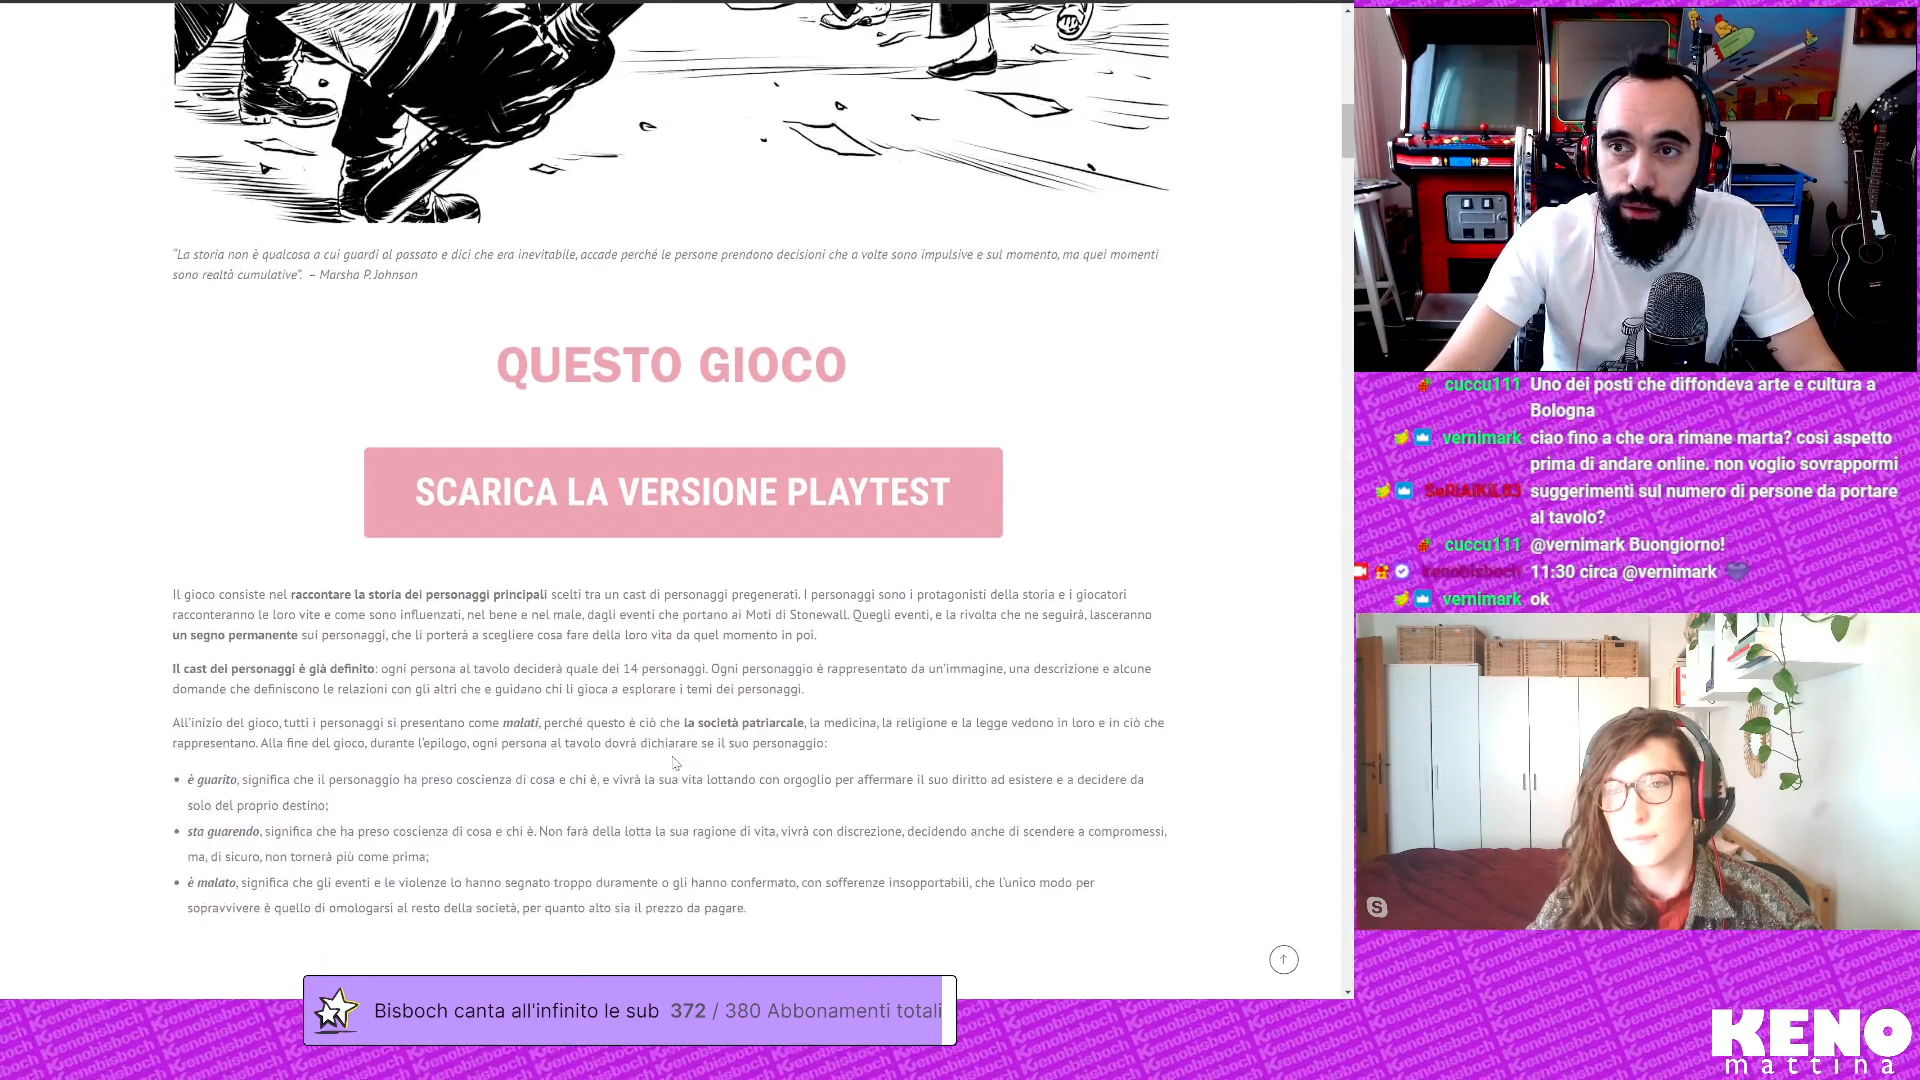 “La storia non è qualcosa a cui guardi al passato e dici che era inevitabile, accade perché le persone prendono decisioni che a volte sono impulsive e sul momento, ma quei momenti
sono realtà cumulative”. – Marsha P. Johnson
QUESTO GIOCO
SCARICA LA VERSIONE PLAYTEST
Il gioco consiste nel raccontare la storia dei personaggi principali scelti tra un cast di personaggi pregenerati. I personaggi sono i protagonisti della storia e i giocatori
racconteranno le loro vite e come sono influenzati, nel bene e nel male, dagli eventi che portano ai Moti di Stonewall. Quegli eventi, e la rivolta che ne seguirà, lasceranno
un segno permanente sui personaggi, che li porterà a scegliere cosa fare della loro vita da quel momento in poi.
Il cast dei personaggi è già definito: ogni persona al tavolo deciderà quale dei 14 personaggi. Ogni personaggio è rappresentato da un’immagine, una descrizione e alcune
domande che definiscono le relazioni con gli altri che e guidano chi li gioca a esplorare i temi dei personaggi.
All’inizio del gioco, tutti i personaggi si presentano come malati, perché questo è ciò che la società patriarcale, la medicina, la religione e la legge vedono in loro e in ciò che
rappresentano. Alla fine del gioco, durante l’epilogo, ogni persona al tavolo dovrà dichiarare se il suo personaggio:
• è guarito, significa che il personaggio ha preso coscienza di cosa e chi è, e vivrà la sua vita lottando con orgoglio per affermare il suo diritto ad esistere e a decidere da
solo del proprio destino;
• sta guarendo, significa che ha preso coscienza di cosa e chi è. Non farà della lotta la sua ragione di vita, vivrà con discrezione, decidendo anche di scendere a compromessi,
ma, di sicuro, non tornerà più come prima;
• è malato, significa che gli eventi e le violenze lo hanno segnato troppo duramente o gli hanno confermato, con sofferenze insopportabili, che l’unico modo per
sopravvivere è quello di omologarsi al resto della società, per quanto alto sia il prezzo da pagare.
Bisboch canta all'infinito le sub 372 / 380 Abbonamenti totali
cuccu111 Uno dei posti che diffondeva arte e cultura a
Bologna
vernimark ciao fino a che ora rimane marta? così aspetto
prima di andare online. non voglio sovrappormi
SeRiAlKiL83 suggerimenti sul numero di persone da portare
al tavolo?
cuccu111 @vernimark Buongiorno!
kenobisboch 11:30 circa @vernimark
vernimark ok
KENO
mattina